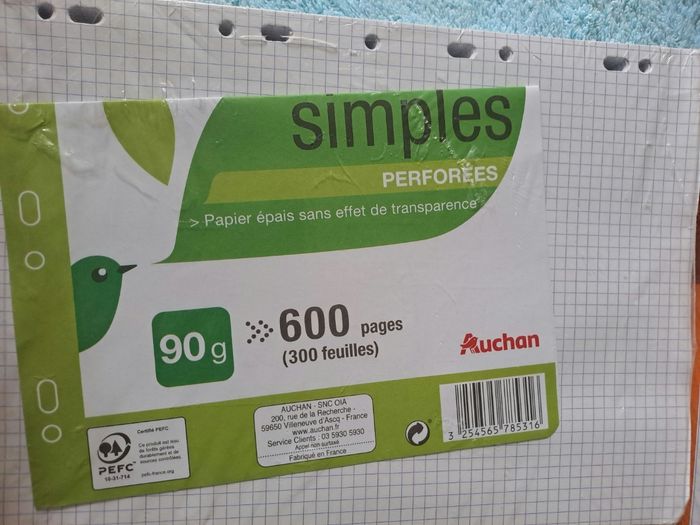 simples
PERFORÉES
> Papier épais sans effet de transparence
90 g
600 pages
(300 feuilles)
Auchan
Certifié PEFC
Ce produit est issu
de forêts gérées
durablement et de
sources contrôlées.
pefc-france.org
PEFC™
10-31-714
AUCHAN - SNC OIA
200, rue de la Recherche -
59650 Villeneuve d'Ascq - France
www.auchan.fr
Service Clients : 03 5930 5930
Appel non surtaxé
Fabriqué en France
3 254565 785316